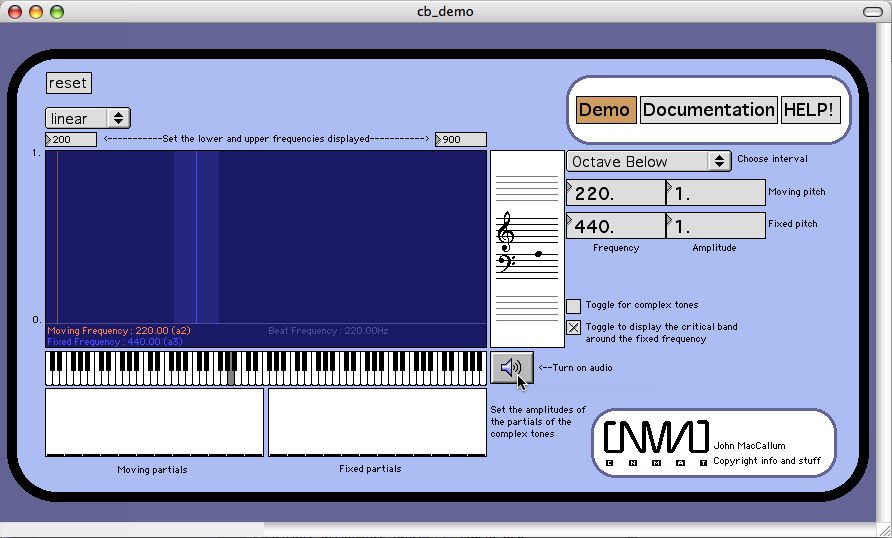 cb_demo
reset
Demo Documentation HELP!
linear
200 <-----------Set the lower and upper frequencies displayed-----------> 900
1.
Octave Below Choose interval
220. 1. Moving pitch
440. 1. Fixed pitch
Frequency Amplitude
Toggle for complex tones
Toggle to display the critical band
around the fixed frequency
0.
Moving Frequency : 220.00 (a2) Beat Frequency : 220.00Hz
Fixed Frequency : 440.00 (a3)
<--Turn on audio
Set the amplitudes of
the partials of the
complex tones
Moving partials Fixed partials
CNMAT
C N M A T
John MacCallum
Copyright info and stuff